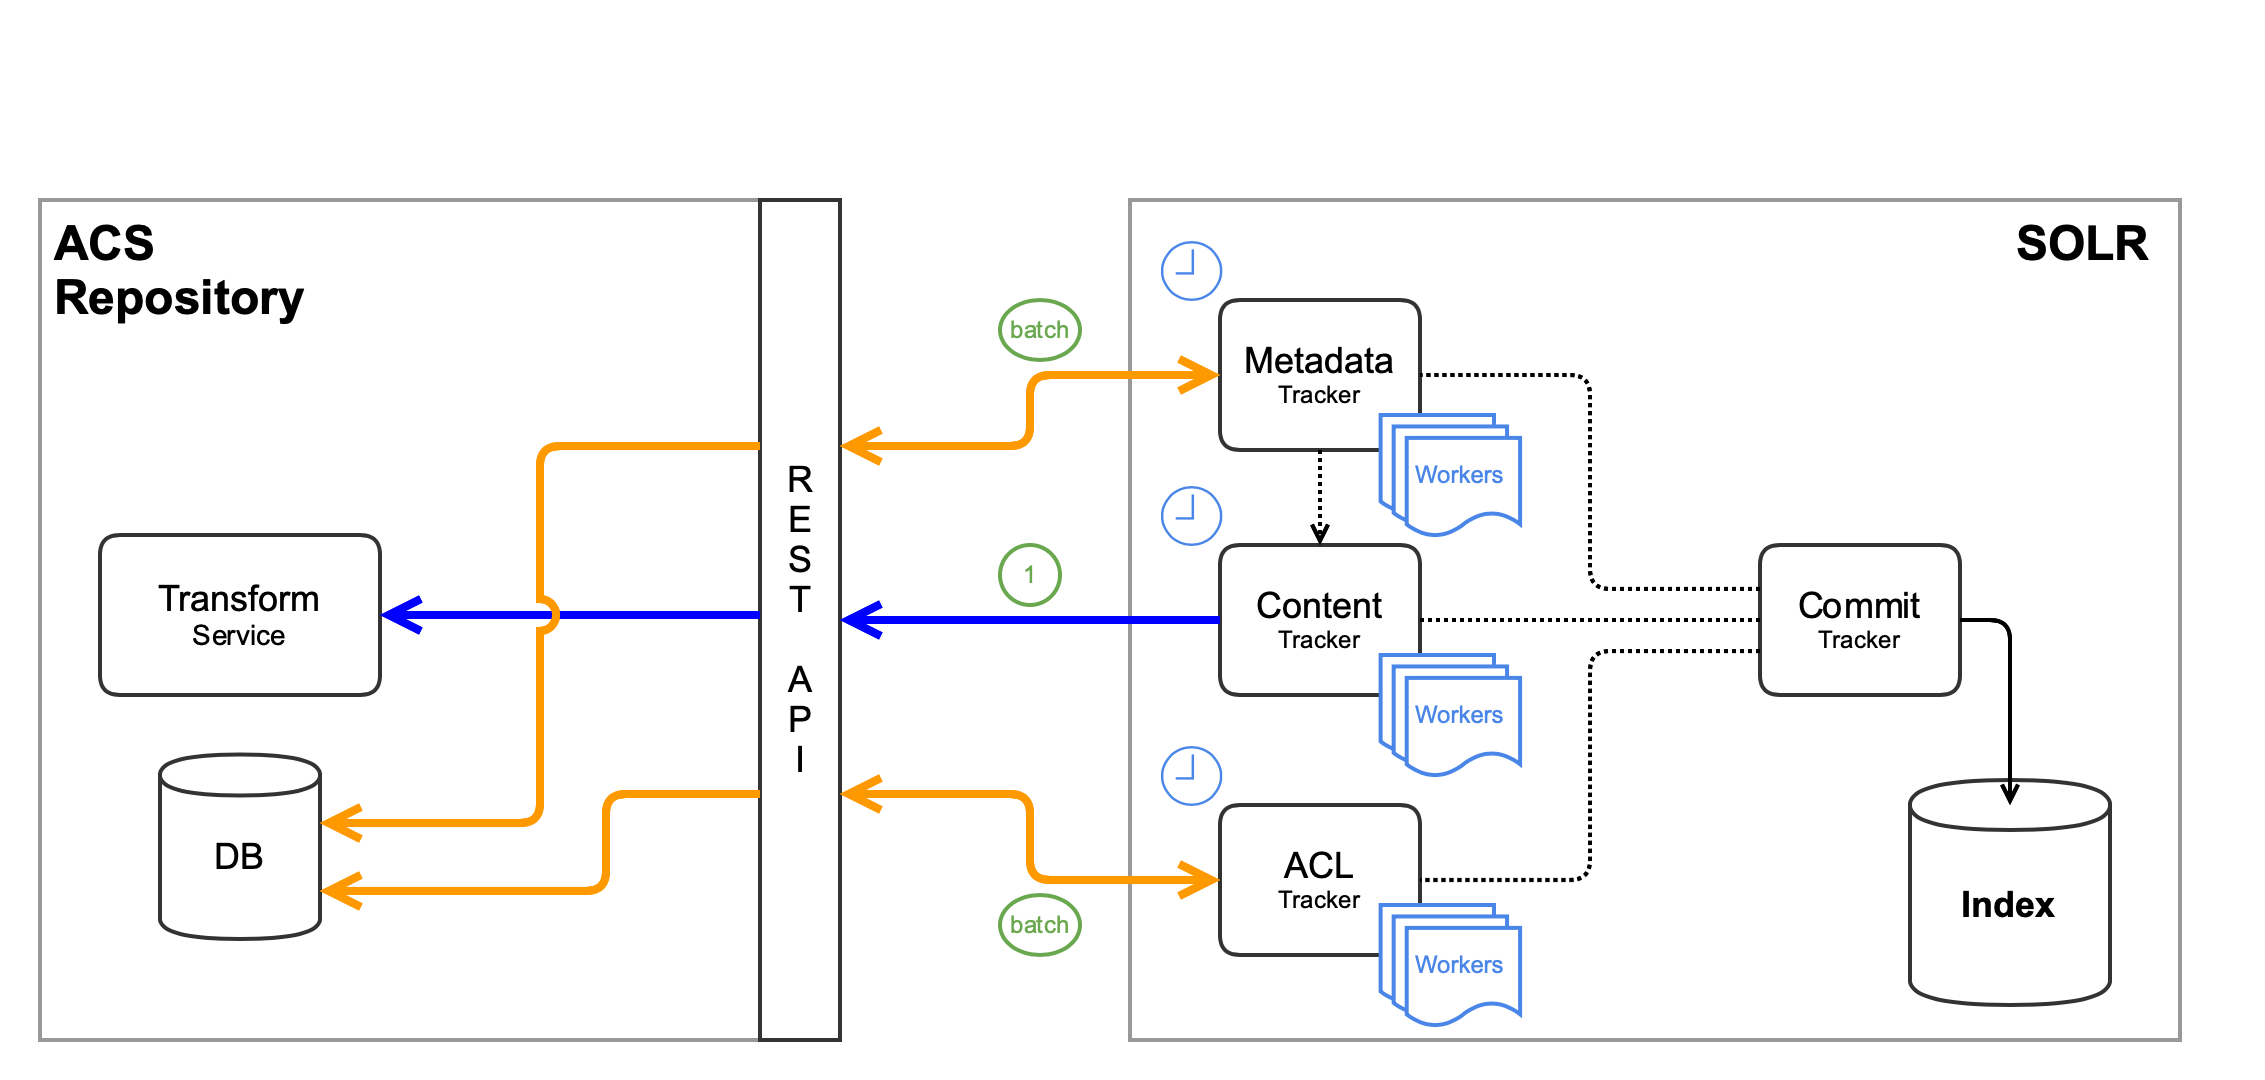 ACS
Repository
SOLR
batch
Metadata
Tracker
Workers
R
E
S
T
A
P
I
Transform
Service
1
Content
Tracker
Workers
Commit
Tracker
DB
ACL
Tracker
batch
Workers
Index